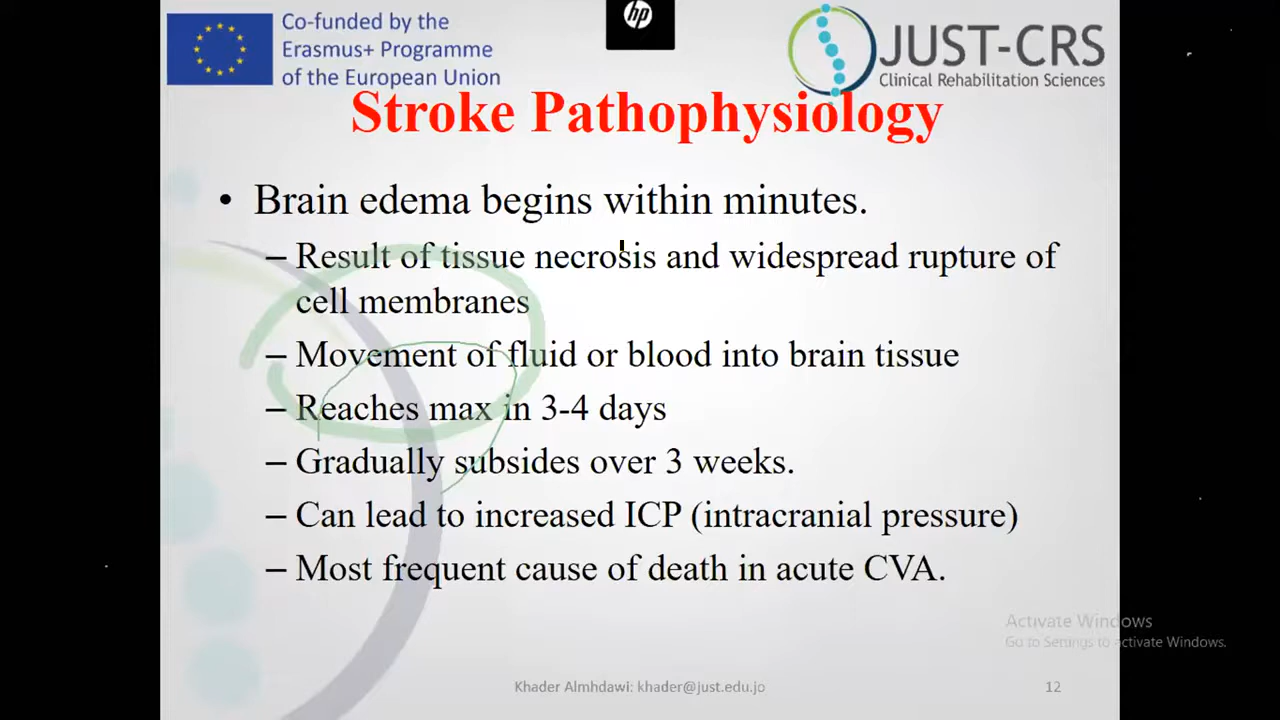 Co-funded by the
Erasmus+ Programme
of the European Union
hp
JUST-CRS
Clinical Rehabilitation Sciences
Stroke Pathophysiology
• Brain edema begins within minutes.
– Result of tissue necrosis and widespread rupture of
cell membranes
– Movement of fluid or blood into brain tissue
– Reaches max in 3-4 days
– Gradually subsides over 3 weeks.
– Can lead to increased ICP (intracranial pressure)
– Most frequent cause of death in acute CVA.
Activate Windows
Go to Settings to activate Windows.
Khader Almhdawi: khader@just.edu.jo
12